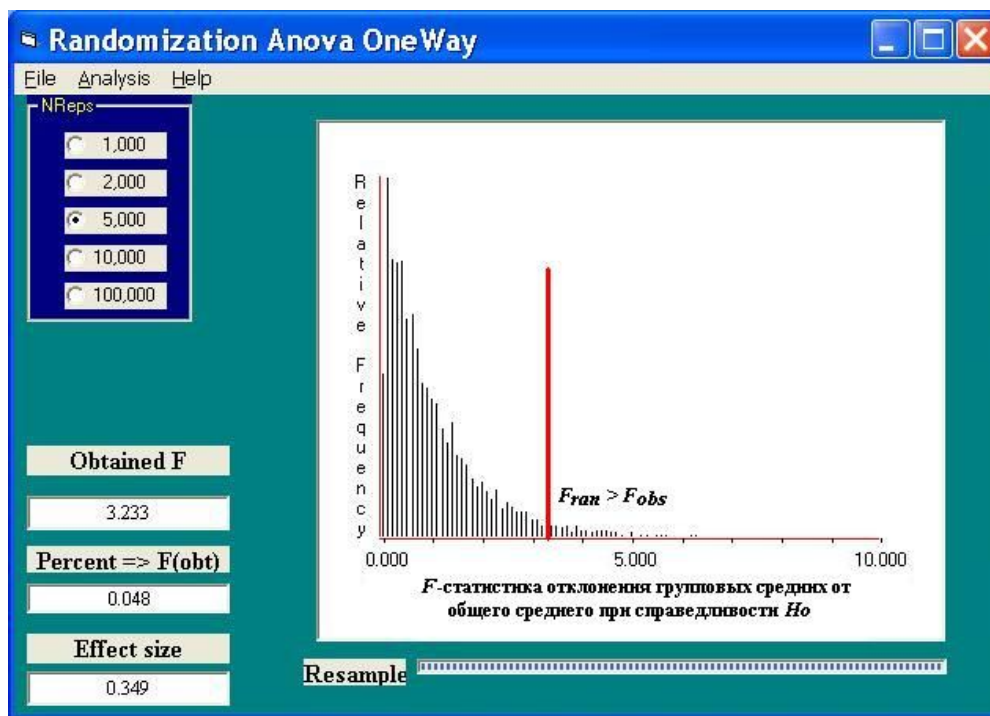 Randomization Anova OneWay
File Analysis Help
NReps
1,000
2,000
5,000
10,000
100,000
Obtained F
3.233
Percent => F(obt)
0.048
Effect size
0.349
Relative Frequency
Fran > Fobs
0.000 5.000 10.000
F-статистика отклонения групповых средних от
общего среднего при справедливости Ho
Resample